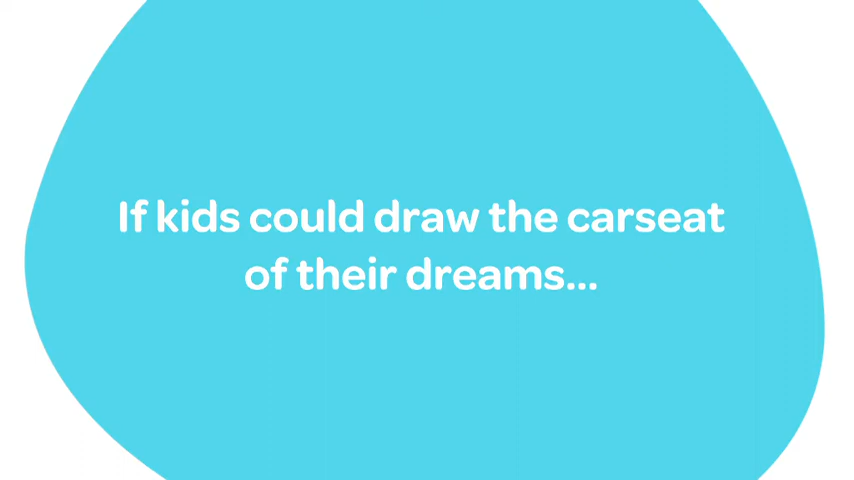 If kids could draw the carseat
of their dreams...